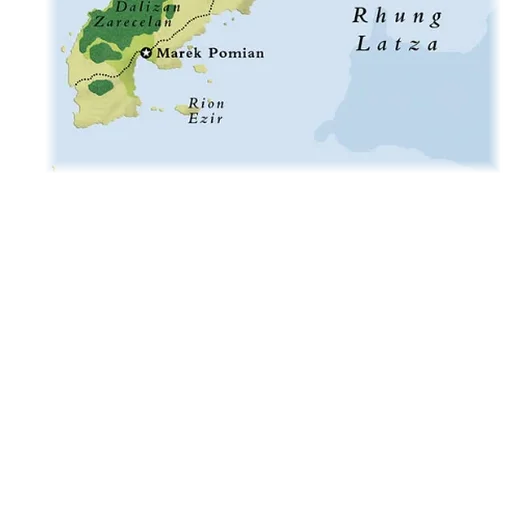 Dalizan
Zarecelan
Rhung
Latza
Marek Pomian
Rion
Ezir